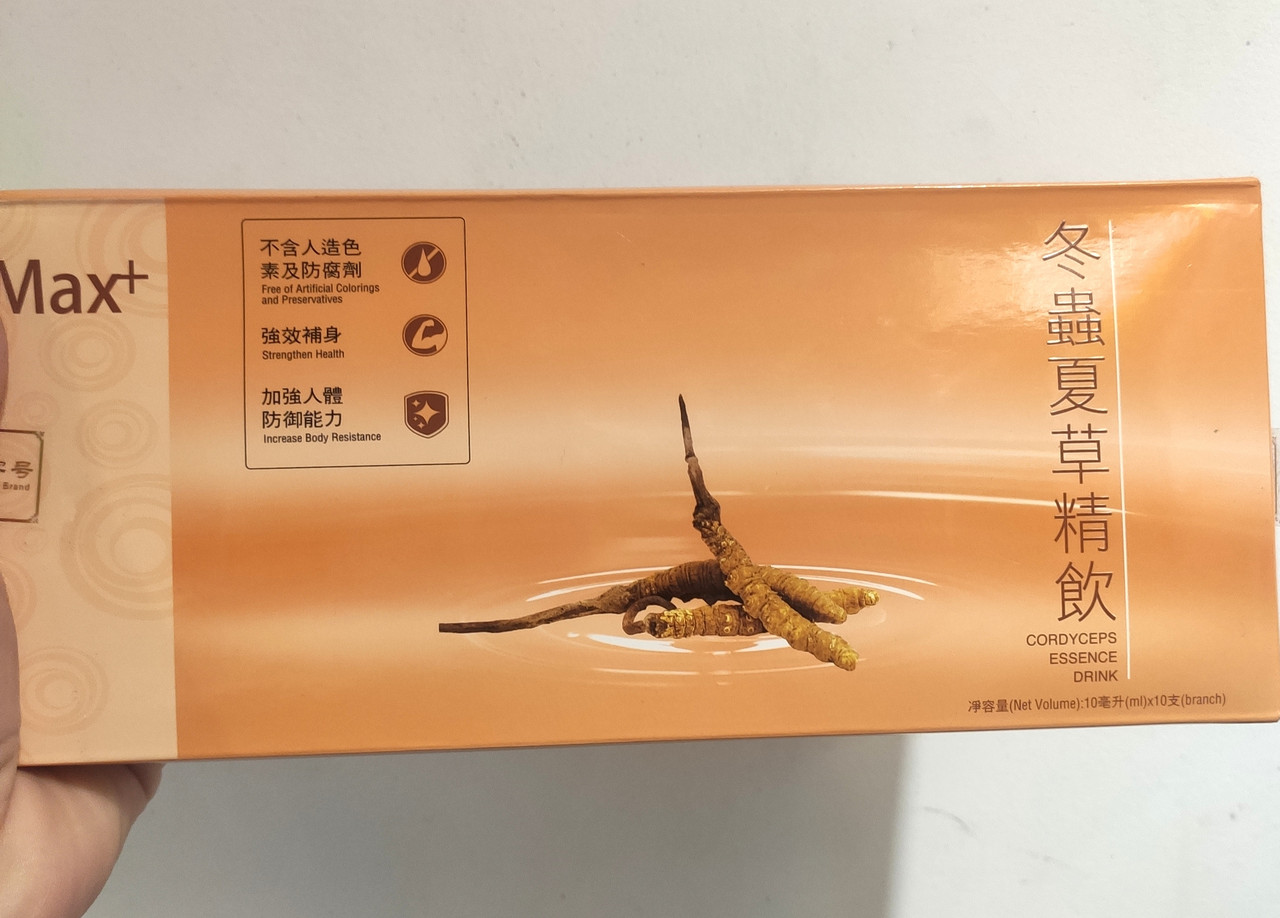 Max+
号
Brand
不含人造色
素及防腐劑
Free of Artificial Colorings
and Preservatives
強效補身
Strengthen Health
加強人體
防御能力
Increase Body Resistance
冬蟲夏草精飲
CORDYCEPS
ESSENCE
DRINK
凈容量(Net Volume):10毫升(ml)x10支(branch)